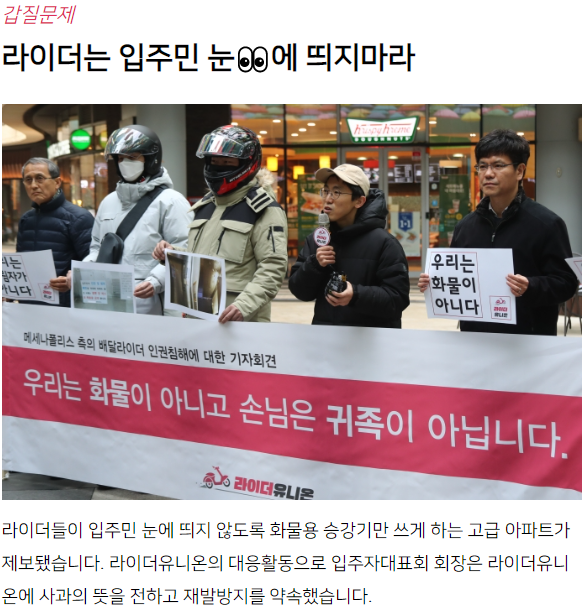 갑질문제
라이더는 입주민 눈👀에 띄지마라
Krispy Kreme
DOUGHNUTS
우리는
화물이
아니다
라이더유니온
메세나폴리스 측의 배달라이더 인권침해에 대한 기자회견
우리는 화물이 아니고 손님은 귀족이 아닙니다.
라이더유니온
라이더들이 입주민 눈에 띄지 않도록 화물용 승강기만 쓰게 하는 고급 아파트가
제보됐습니다. 라이더유니온의 대응활동으로 입주자대표회 회장은 라이더유니
온에 사과의 뜻을 전하고 재발방지를 약속했습니다.